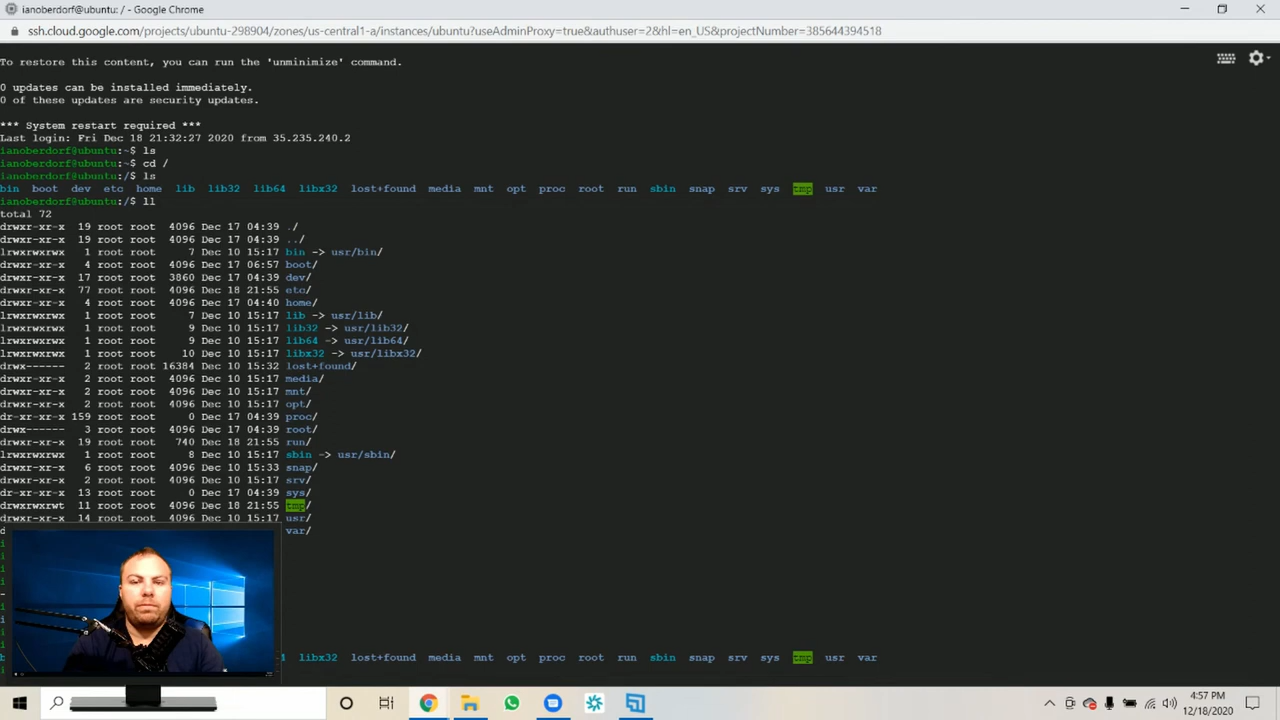 ianoberdorf@ubuntu: / - Google Chrome
ssh.cloud.google.com/projects/ubuntu-298904/zones/us-central1-a/instances/ubuntu?useAdminProxy=true&authuser=2&hl=en_US&projectNumber=385644394518
To restore this content, you can run the 'unminimize' command.
0 updates can be installed immediately.
0 of these updates are security updates.
*** System restart required ***
Last login: Fri Dec 18 21:32:27 2020 from 35.235.240.2
ianoberdorf@ubuntu:~$ ls
ianoberdorf@ubuntu:~$ cd /
ianoberdorf@ubuntu:/$ ls
bin boot dev etc home lib lib32 lib64 libx32 lost+found media mnt opt proc root run sbin snap srv sys tmp usr var
ianoberdorf@ubuntu:/$ ll
total 72
drwxr-xr-x 19 root root 4096 Dec 17 04:39 ./
drwxr-xr-x 19 root root 4096 Dec 17 04:39 ../
lrwxrwxrwx 1 root root 7 Dec 10 15:17 bin -> usr/bin/
drwxr-xr-x 4 root root 4096 Dec 17 06:57 boot/
drwxr-xr-x 17 root root 3860 Dec 17 04:39 dev/
drwxr-xr-x 77 root root 4096 Dec 18 21:55 etc/
drwxr-xr-x 4 root root 4096 Dec 17 04:40 home/
lrwxrwxrwx 1 root root 7 Dec 10 15:17 lib -> usr/lib/
lrwxrwxrwx 1 root root 9 Dec 10 15:17 lib32 -> usr/lib32/
lrwxrwxrwx 1 root root 9 Dec 10 15:17 lib64 -> usr/lib64/
lrwxrwxrwx 1 root root 10 Dec 10 15:17 libx32 -> usr/libx32/
drwx------ 2 root root 16384 Dec 10 15:32 lost+found/
drwxr-xr-x 2 root root 4096 Dec 10 15:17 media/
drwxr-xr-x 2 root root 4096 Dec 10 15:17 mnt/
drwxr-xr-x 2 root root 4096 Dec 10 15:17 opt/
dr-xr-xr-x 159 root root 0 Dec 17 04:39 proc/
drwx------ 3 root root 4096 Dec 17 04:39 root/
drwxr-xr-x 19 root root 740 Dec 18 21:55 run/
lrwxrwxrwx 1 root root 8 Dec 10 15:17 sbin -> usr/sbin/
drwxr-xr-x 6 root root 4096 Dec 10 15:33 snap/
drwxr-xr-x 2 root root 4096 Dec 10 15:17 srv/
dr-xr-xr-x 13 root root 0 Dec 17 04:39 sys/
drwxrwxrwt 11 root root 4096 Dec 18 21:55 tmp/
drwxr-xr-x 14 root root 4096 Dec 10 15:17 usr/
var/
libx32 lost+found media mnt opt proc root run sbin snap srv sys tmp usr var
4:57 PM
12/18/2020